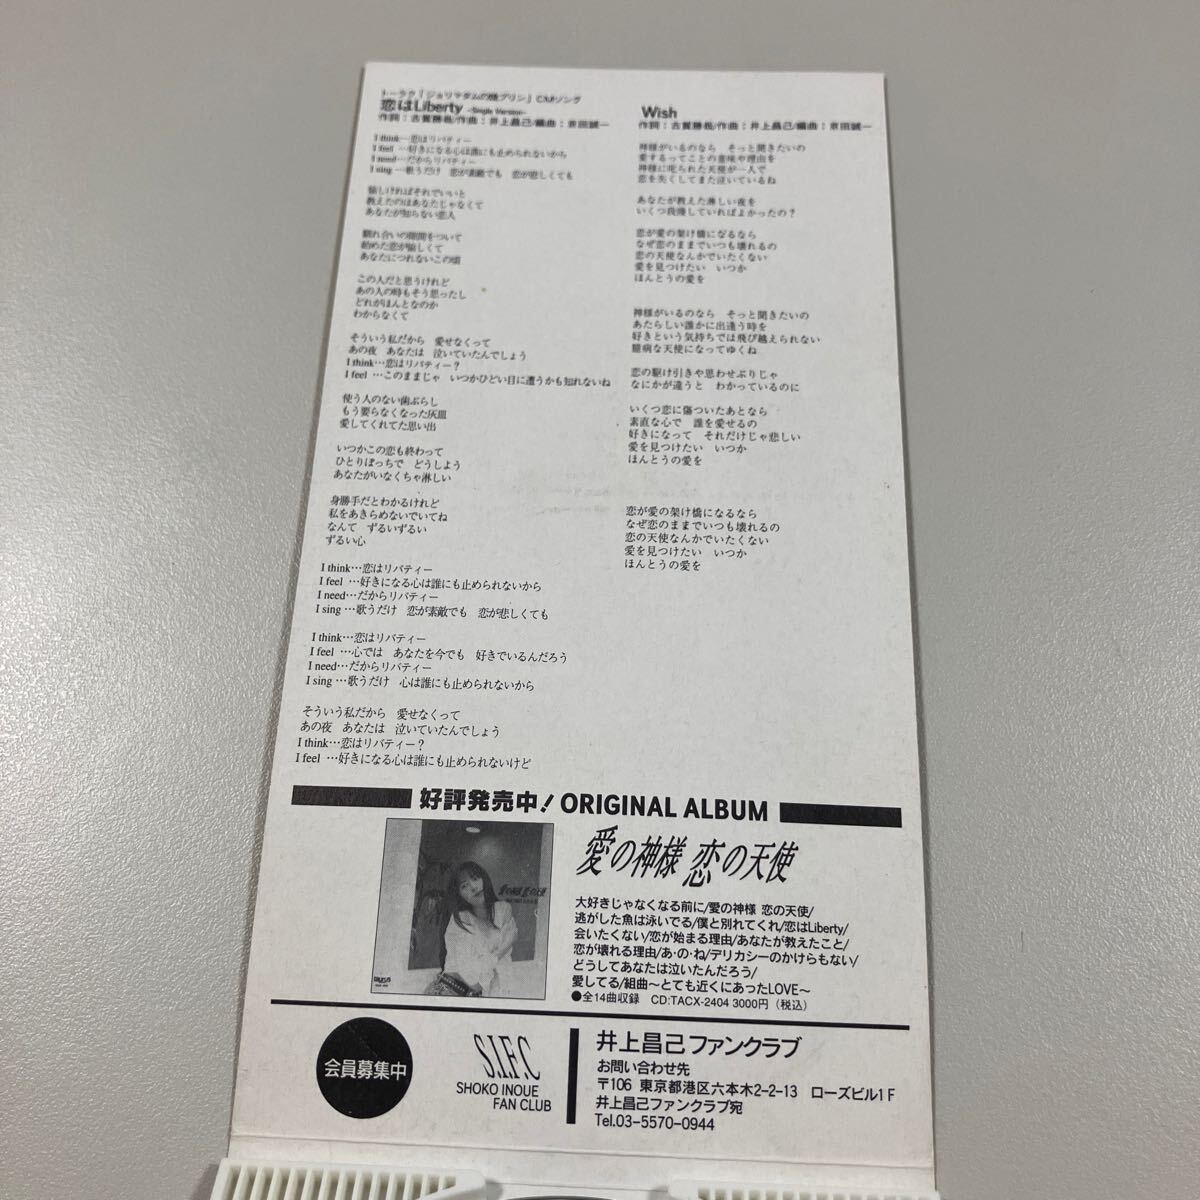 トーラク「ジョリマダムの焼プリン」CMソング
恋はLiberty -Single Version-
作詞：古賀勝哉/作曲：井上昌己/編曲：京田誠一
I think…恋はリバティー
I feel …好きになる心は誰にも止められないから
I need…だからリバティー
I sing …歌うだけ　恋が素敵でも　恋が悲しくても
愉しければそれでいいと
教えたのはあなたじゃなくて
あなたが知らない恋人
馴れ合いの隙間をついて
始めた恋が愉しくて
あなたにつれないこの頃
この人だと思うけれど
あの人の時もそう思ったし
どれがほんとなのか
わからなくて
そういう私だから　愛せなくって
あの夜　あなたは　泣いていたんでしょう
I think…恋はリバティー？
I feel …このままじゃ　いつかひどい目に遭うかも知れないね
使う人のない歯ぶらし
もう要らなくなった灰皿
愛してくれてた思い出
いつかこの恋も終わって
ひとりぼっちで　どうしよう
あなたがいなくちゃ淋しい
身勝手だとわかるけれど
私をあきらめないでいてね
なんて　ずるいずるい
ずるい心
I think…恋はリバティー
I feel …好きになる心は誰にも止められないから
I need…だからリバティー
I sing …歌うだけ　恋が素敵でも　恋が悲しくても
I think…恋はリバティー
I feel …心では　あなたを今でも　好きでいるんだろう
I need…だからリバティー
I sing …歌うだけ　心は誰にも止められないから
そういう私だから　愛せなくって
あの夜　あなたは　泣いていたんでしょう
I think…恋はリバティー？
I feel …好きになる心は誰にも止められないけど
Wish
作詞：古賀勝哉/作曲：井上昌己/編曲：京田誠一
神様がいるのなら　そっと聞きたいの
愛するってことの意味や理由を
神様に叱られた天使が一人で
恋を失くしてまた泣いているね
あなたが教えた淋しい夜を
いくつ我慢していればよかったの？
恋が愛の架け橋になるなら
なぜ恋のままでいつも壊れるの
恋の天使なんかでいたくない
愛を見つけたい　いつか
ほんとうの愛を
神様がいるのなら　そっと聞きたいの
あたらしい誰かに出逢う時を
好きという気持ちでは飛び越えられない
臆病な天使になってゆくね
恋の駆け引きや思わせぶりじゃ
なにかが違うと　わかっているのに
いくつ恋に傷ついたあとなら
素直な心で　誰を愛せるの
好きになって　それだけじゃ悲しい
愛を見つけたい　いつか
ほんとうの愛を
恋が愛の架け橋になるなら
なぜ恋のままでいつも壊れるの
恋の天使なんかでいたくない
愛を見つけたい　いつか
ほんとうの愛を
好評発売中！ORIGINAL ALBUM
愛の神様 恋の天使
大好きじゃなくなる前に/愛の神様 恋の天使/
逃がした魚は泳いでる/僕と別れてくれ/恋はLiberty/
会いたくない/恋が始まる理由/あなたが教えたこと/
恋が壊れる理由/あ・の・ね/デリカシーのかけらもない/
どうしてあなたは泣いたんだろう/
愛してる/組曲〜とても近くにあったLOVE〜
●全14曲収録　CD:TACX-2404 3000円（税込）
会員募集中
S.I.F.C
SHOKO INOUE
FAN CLUB
井上昌己ファンクラブ
お問い合わせ先
〒106 東京都港区六本木2-2-13　ローズビル1F
井上昌己ファンクラブ宛
Tel.03-5570-0944